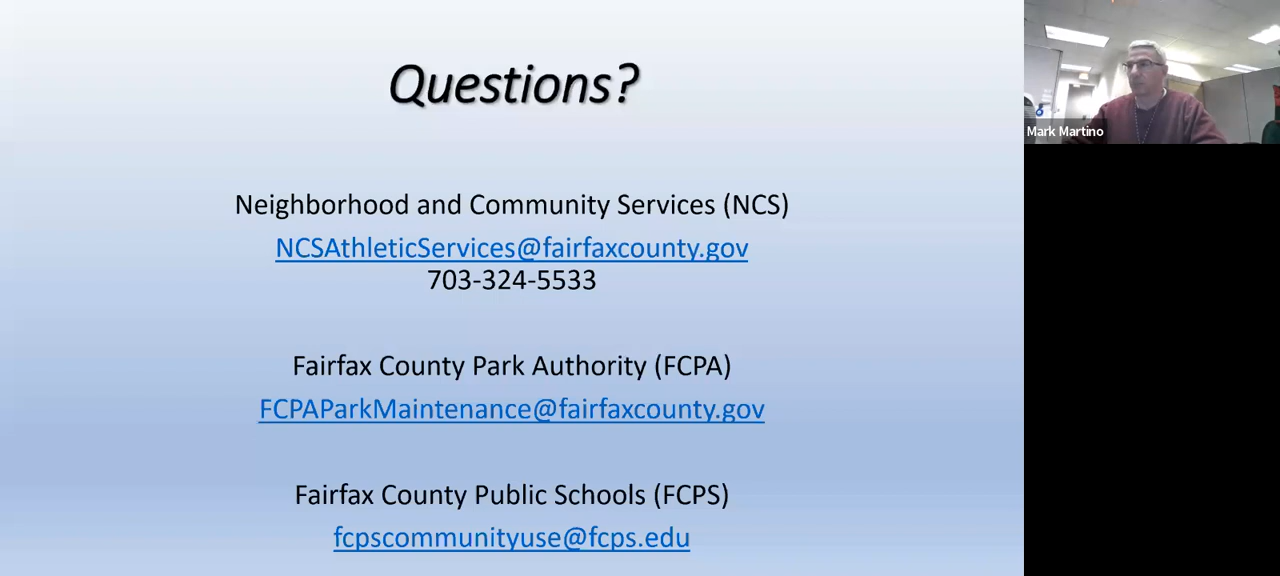 Questions?
Neighborhood and Community Services (NCS)
NCSAthleticServices@fairfaxcounty.gov
703-324-5533
Fairfax County Park Authority (FCPA)
FCPAParkMaintenance@fairfaxcounty.gov
Fairfax County Public Schools (FCPS)
fcpscommunityuse@fcps.edu
Mark Martino